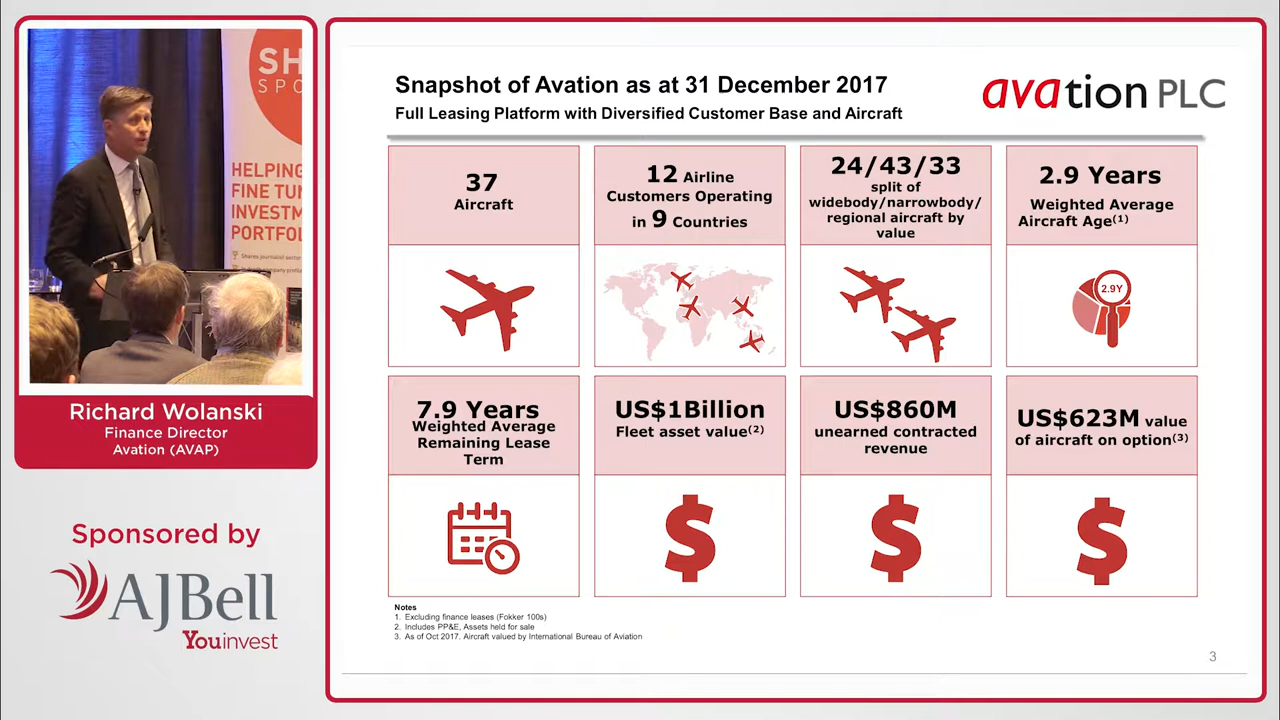 SH
SPO
HELPING
FINE TUN
INVESTM
PORTFOL
Shares journalist sector
Richard Wolanski
Finance Director
Avation (AVAP)
Sponsored by
AJBell
Youinvest
Snapshot of Avation as at 31 December 2017
Full Leasing Platform with Diversified Customer Base and Aircraft
avation PLC
37
Aircraft
12 Airline
Customers Operating
in 9 Countries
24/43/33
split of
widebody/narrowbody/
regional aircraft by
value
2.9 Years
Weighted Average
Aircraft Age(1)
2.9Y
7.9 Years
Weighted Average
Remaining Lease
Term
US$1Billion
Fleet asset value(2)
US$860M
unearned contracted
revenue
US$623M value
of aircraft on option(3)
Notes
1. Excluding finance leases (Fokker 100s)
2. Includes PP&E, Assets held for sale
3. As of Oct 2017. Aircraft valued by International Bureau of Aviation
3